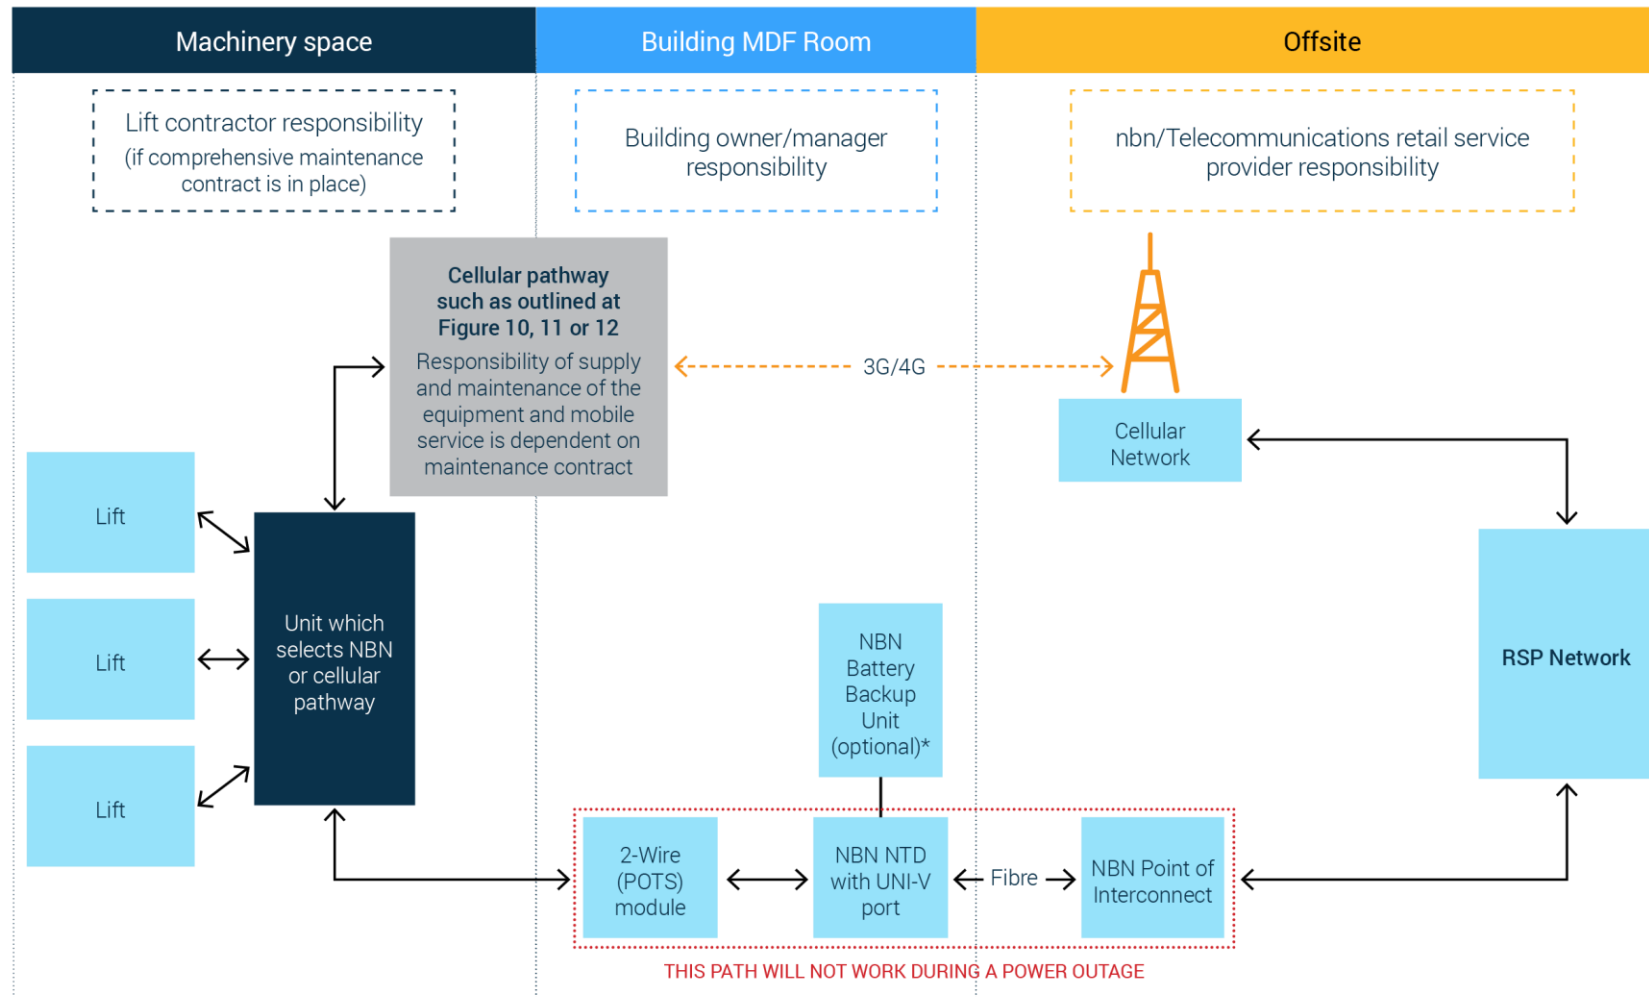 Machinery space
Building MDF Room
Offsite
Lift contractor responsibility
(if comprehensive maintenance
contract is in place)
Building owner/manager
responsibility
nbn/Telecommunications retail service
provider responsibility
Cellular pathway
such as outlined at
Figure 10, 11 or 12
Responsibility of supply
and maintenance of the
equipment and mobile
service is dependent on
maintenance contract
3G/4G
Cellular
Network
Lift
Lift
Lift
Unit which
selects NBN
or cellular
pathway
NBN
Battery
Backup
Unit
(optional)*
RSP Network
2-Wire
(POTS)
module
NBN NTD
with UNI-V
port
Fibre
NBN Point of
Interconnect
THIS PATH WILL NOT WORK DURING A POWER OUTAGE